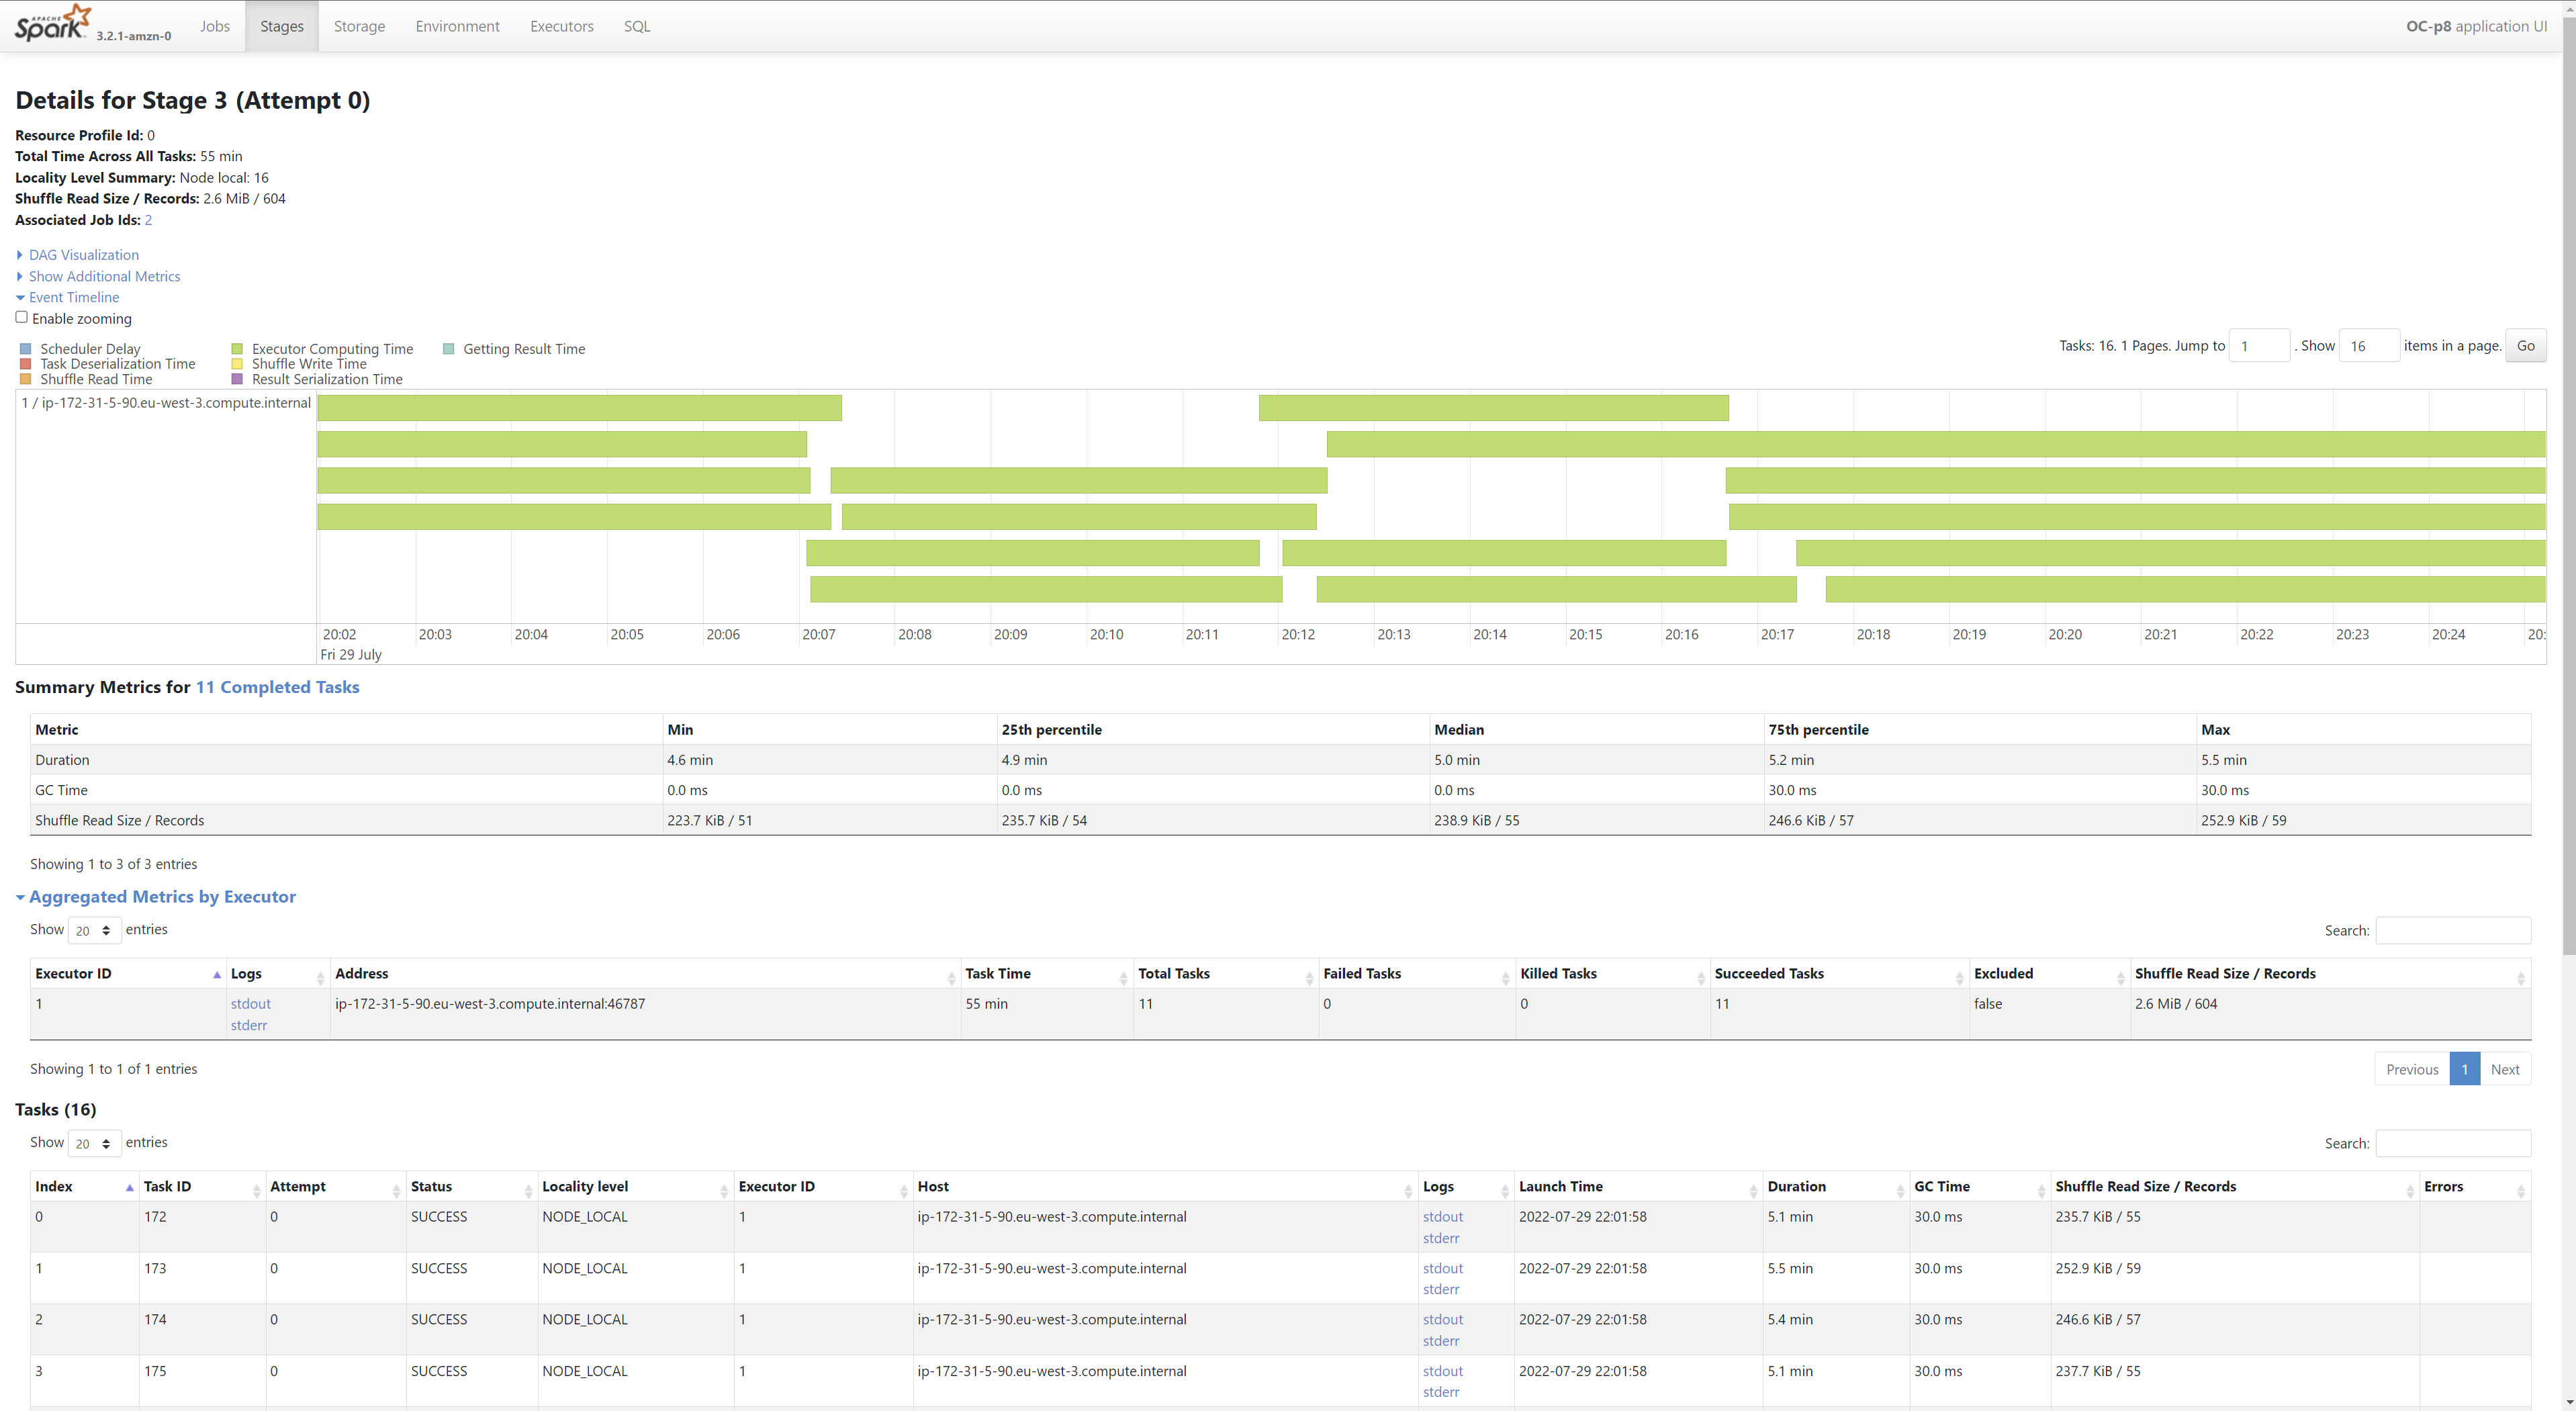 APACHE
Spark 3.2.1-amzn-0 Jobs Stages Storage Environment Executors SQL OC-p8 application UI
Details for Stage 3 (Attempt 0)
Resource Profile Id: 0
Total Time Across All Tasks: 55 min
Locality Level Summary: Node local: 16
Shuffle Read Size / Records: 2.6 MiB / 604
Associated Job Ids: 2
DAG Visualization
Show Additional Metrics
Event Timeline
Enable zooming
Scheduler Delay Executor Computing Time Getting Result Time
Task Deserialization Time Shuffle Write Time
Shuffle Read Time Result Serialization Time
Tasks: 16. 1 Pages. Jump to 1 . Show 16 items in a page. Go
1 / ip-172-31-5-90.eu-west-3.compute.internal
20:02 20:03 20:04 20:05 20:06 20:07 20:08 20:09 20:10 20:11 20:12 20:13 20:14 20:15 20:16 20:17 20:18 20:19 20:20 20:21 20:22 20:23 20:24 20:
Fri 29 July
Summary Metrics for 11 Completed Tasks
Metric Min 25th percentile Median 75th percentile Max
Duration 4.6 min 4.9 min 5.0 min 5.2 min 5.5 min
GC Time 0.0 ms 0.0 ms 0.0 ms 30.0 ms 30.0 ms
Shuffle Read Size / Records 223.7 KiB / 51 235.7 KiB / 54 238.9 KiB / 55 246.6 KiB / 57 252.9 KiB / 59
Showing 1 to 3 of 3 entries
Aggregated Metrics by Executor
Show 20 entries Search:
Executor ID Logs Address Task Time Total Tasks Failed Tasks Killed Tasks Succeeded Tasks Excluded Shuffle Read Size / Records
1 stdout ip-172-31-5-90.eu-west-3.compute.internal:46787 55 min 11 0 0 11 false 2.6 MiB / 604
stderr
Showing 1 to 1 of 1 entries Previous 1 Next
Tasks (16)
Show 20 entries Search:
Index Task ID Attempt Status Locality level Executor ID Host Logs Launch Time Duration GC Time Shuffle Read Size / Records Errors
0 172 0 SUCCESS NODE_LOCAL 1 ip-172-31-5-90.eu-west-3.compute.internal stdout 2022-07-29 22:01:58 5.1 min 30.0 ms 235.7 KiB / 55
stderr
1 173 0 SUCCESS NODE_LOCAL 1 ip-172-31-5-90.eu-west-3.compute.internal stdout 2022-07-29 22:01:58 5.5 min 30.0 ms 252.9 KiB / 59
stderr
2 174 0 SUCCESS NODE_LOCAL 1 ip-172-31-5-90.eu-west-3.compute.internal stdout 2022-07-29 22:01:58 5.4 min 30.0 ms 246.6 KiB / 57
stderr
3 175 0 SUCCESS NODE_LOCAL 1 ip-172-31-5-90.eu-west-3.compute.internal stdout 2022-07-29 22:01:58 5.1 min 30.0 ms 237.7 KiB / 55
stderr